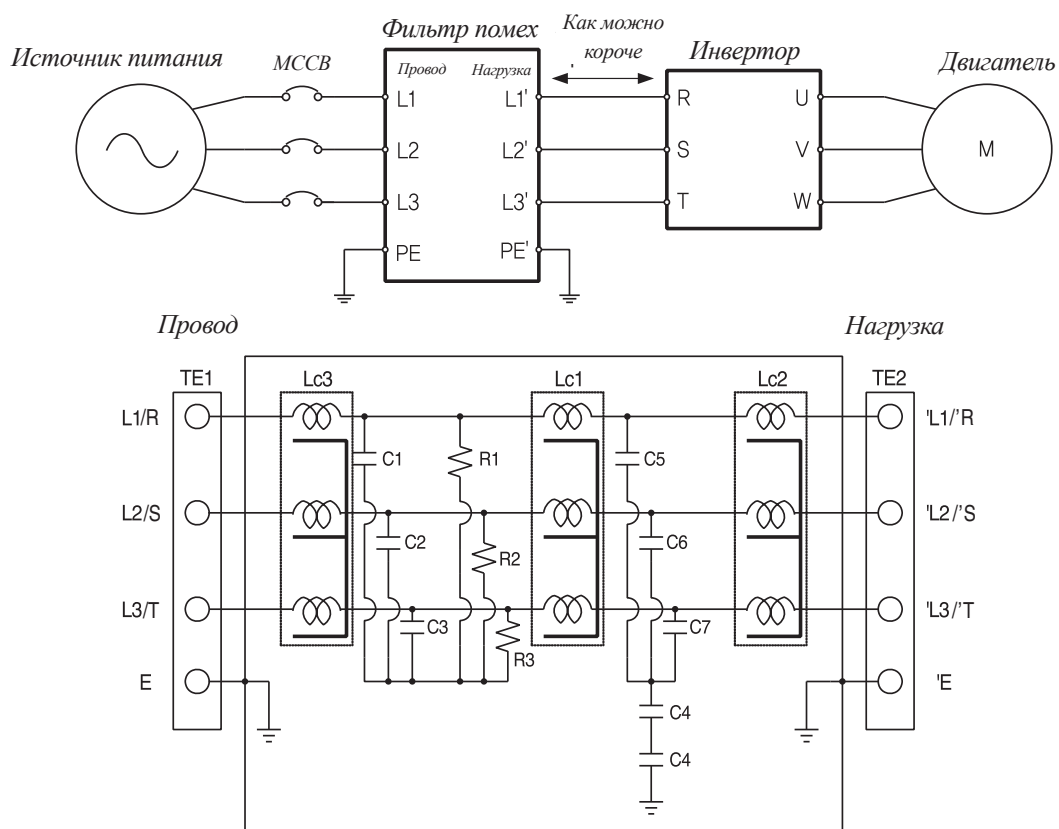 Источник питания
MCCB
Фильтр помех
Как можно
короче
Инвертор
Двигатель
Провод Нагрузка
L1 L1' R U
L2 L2' S V M
L3 L3' T W
PE PE'
Провод Нагрузка
TE1 Lc3 Lc1 Lc2 TE2
L1/R 'L1/'R
C1 R1 C5
L2/S 'L2/'S
C2 R2 C6
L3/T 'L3/'T
C3 R3 C7
E 'E
C4
C4